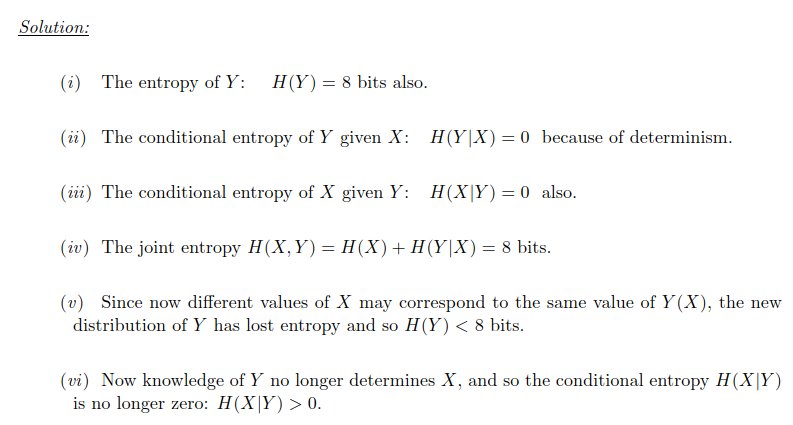 Solution:
(i) The entropy of Y: H(Y) = 8 bits also.
(ii) The conditional entropy of Y given X: H(Y|X) = 0 because of determinism.
(iii) The conditional entropy of X given Y: H(X|Y) = 0 also.
(iv) The joint entropy H(X, Y) = H(X) + H(Y|X) = 8 bits.
(v) Since now different values of X may correspond to the same value of Y(X), the new
distribution of Y has lost entropy and so H(Y) < 8 bits.
(vi) Now knowledge of Y no longer determines X, and so the conditional entropy H(X|Y)
is no longer zero: H(X|Y) > 0.